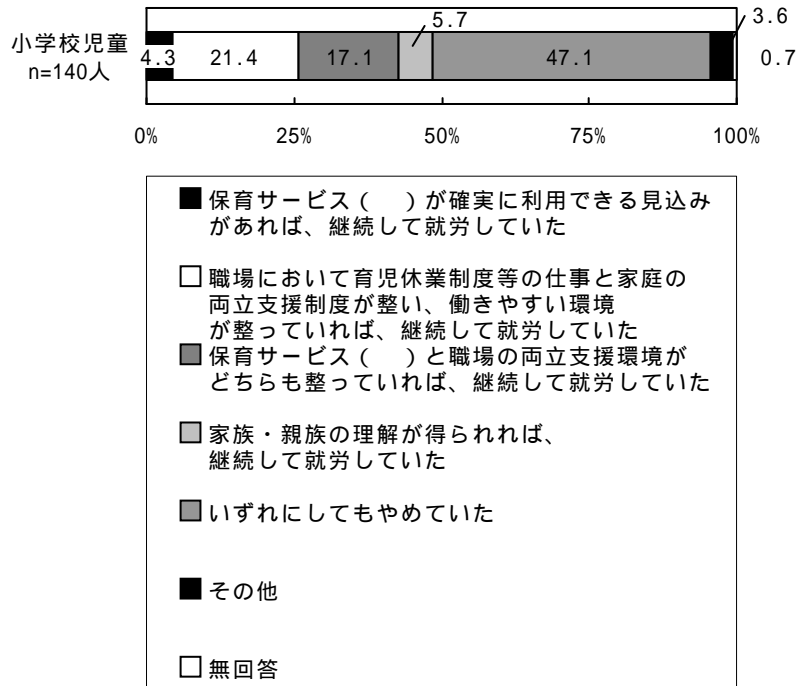 5.7
3.6
小学校児童
n=140人
4.3 21.4 17.1 47.1 0.7
0% 25% 50% 75% 100%
保育サービス(　)が確実に利用できる見込み
があれば、継続して就労していた
職場において育児休業制度等の仕事と家庭の
両立支援制度が整い、働きやすい環境
が整っていれば、継続して就労していた
保育サービス(　)と職場の両立支援環境が
どちらも整っていれば、継続して就労していた
家族・親族の理解が得られれば、
継続して就労していた
いずれにしてもやめていた
その他
無回答